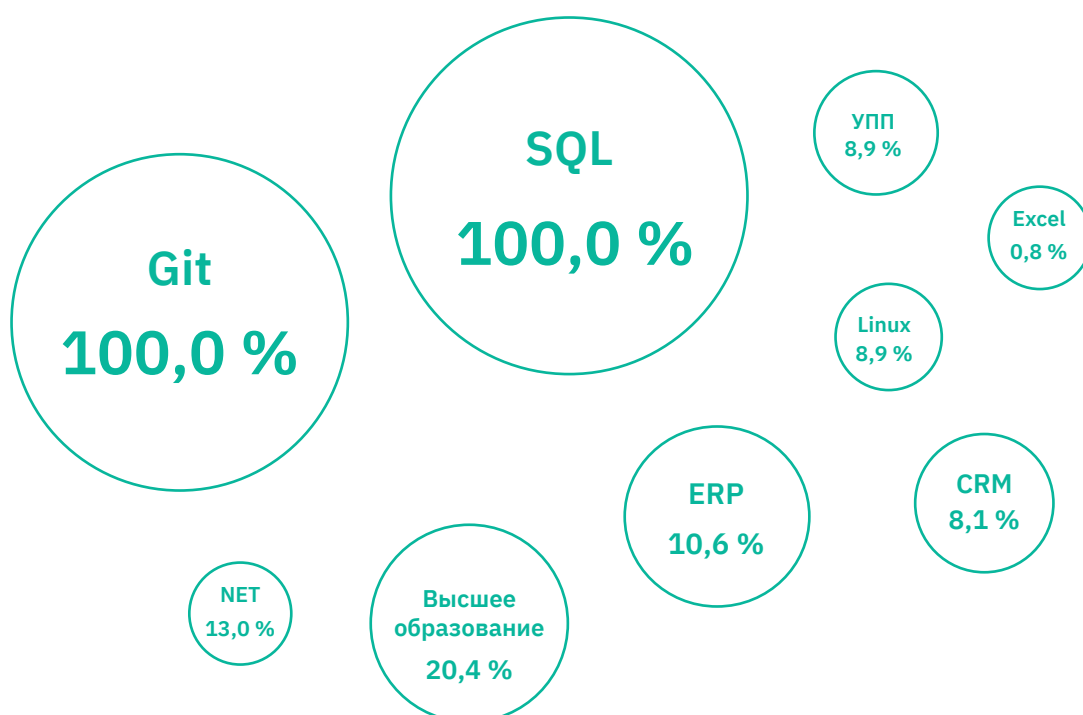 SQL
100,0 %
УПП
8,9 %
Excel
0,8 %
Git
100,0 %
Linux
8,9 %
ERP
10,6 %
CRM
8,1 %
NET
13,0 %
Высшее
образование
20,4 %